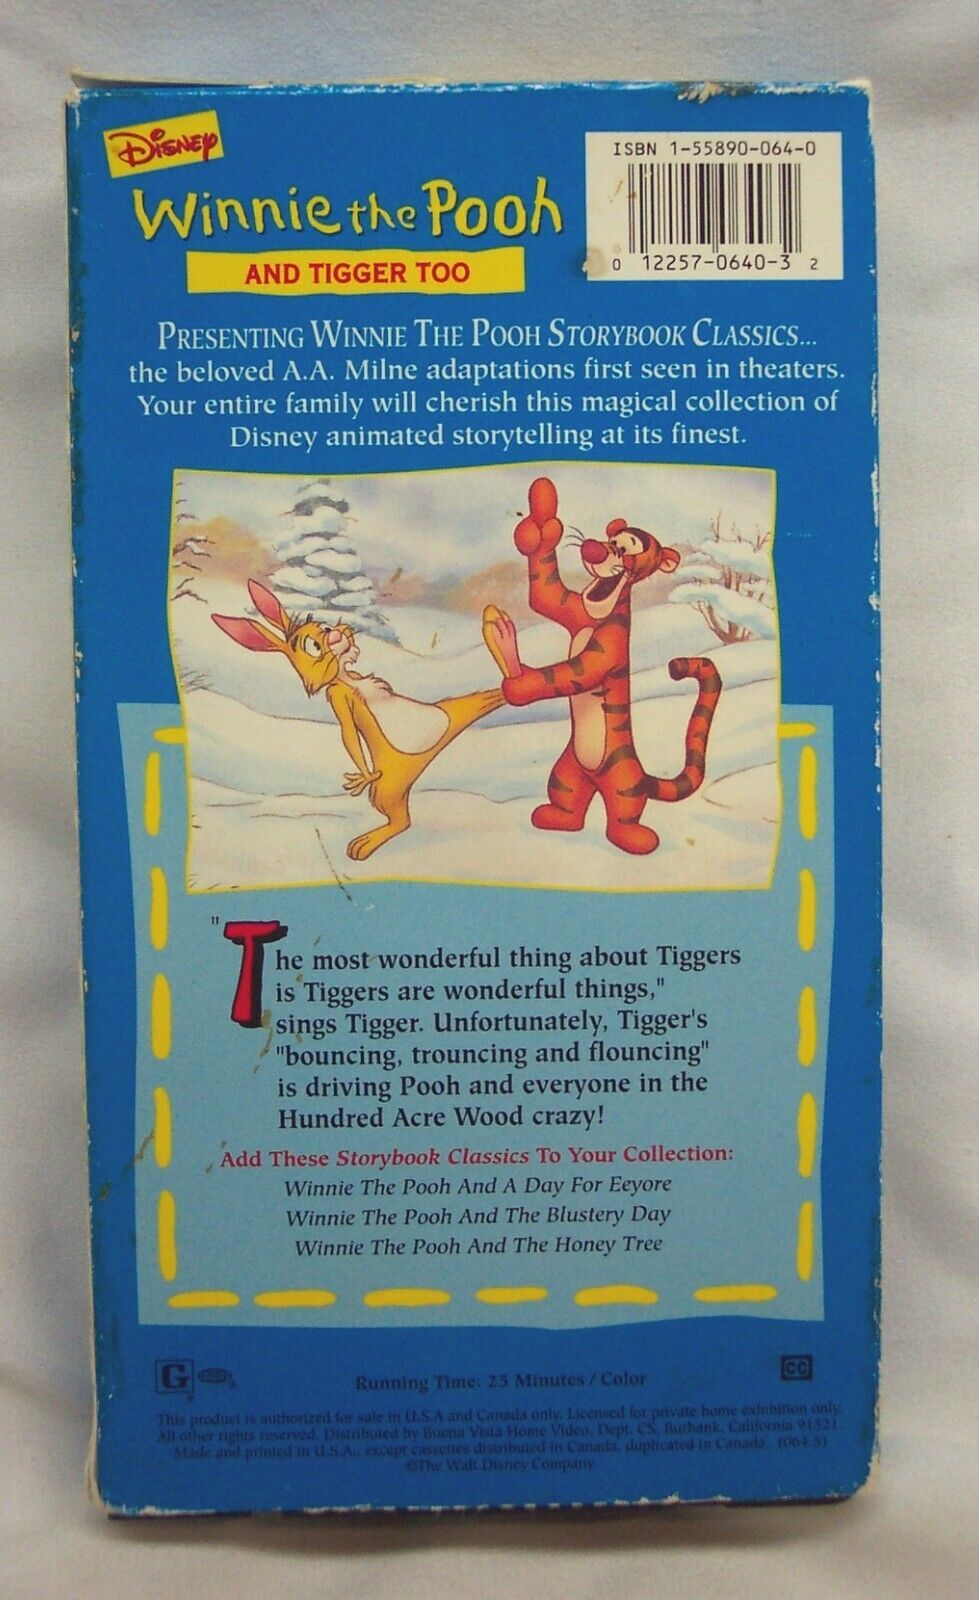 DISNEY
Winnie the Pooh
AND TIGGER TOO
ISBN 1-55890-064-0
0 12257-0640-3 2
PRESENTING WINNIE THE POOH STORYBOOK CLASSICS...
the beloved A.A. Milne adaptations first seen in theaters.
Your entire family will cherish this magical collection of
Disney animated storytelling at its finest.
"The most wonderful thing about Tiggers
is Tiggers are wonderful things,"
sings Tigger. Unfortunately, Tigger's
"bouncing, trouncing and flouncing"
is driving Pooh and everyone in the
Hundred Acre Wood crazy!
Add These Storybook Classics To Your Collection:
Winnie The Pooh And A Day For Eeyore
Winnie The Pooh And The Blustery Day
Winnie The Pooh And The Honey Tree
G
CC
Running Time: 25 Minutes / Color
This product is authorized for sale in U.S.A and Canada only. Licensed for private home exhibition only.
All other rights reserved. Distributed by Buena Vista Home Video, Dept. CS, Burbank, California 91521.
Made and printed in U.S.A., except cassettes distributed in Canada, duplicated in Canada. (064-5)
©The Walt Disney Company.